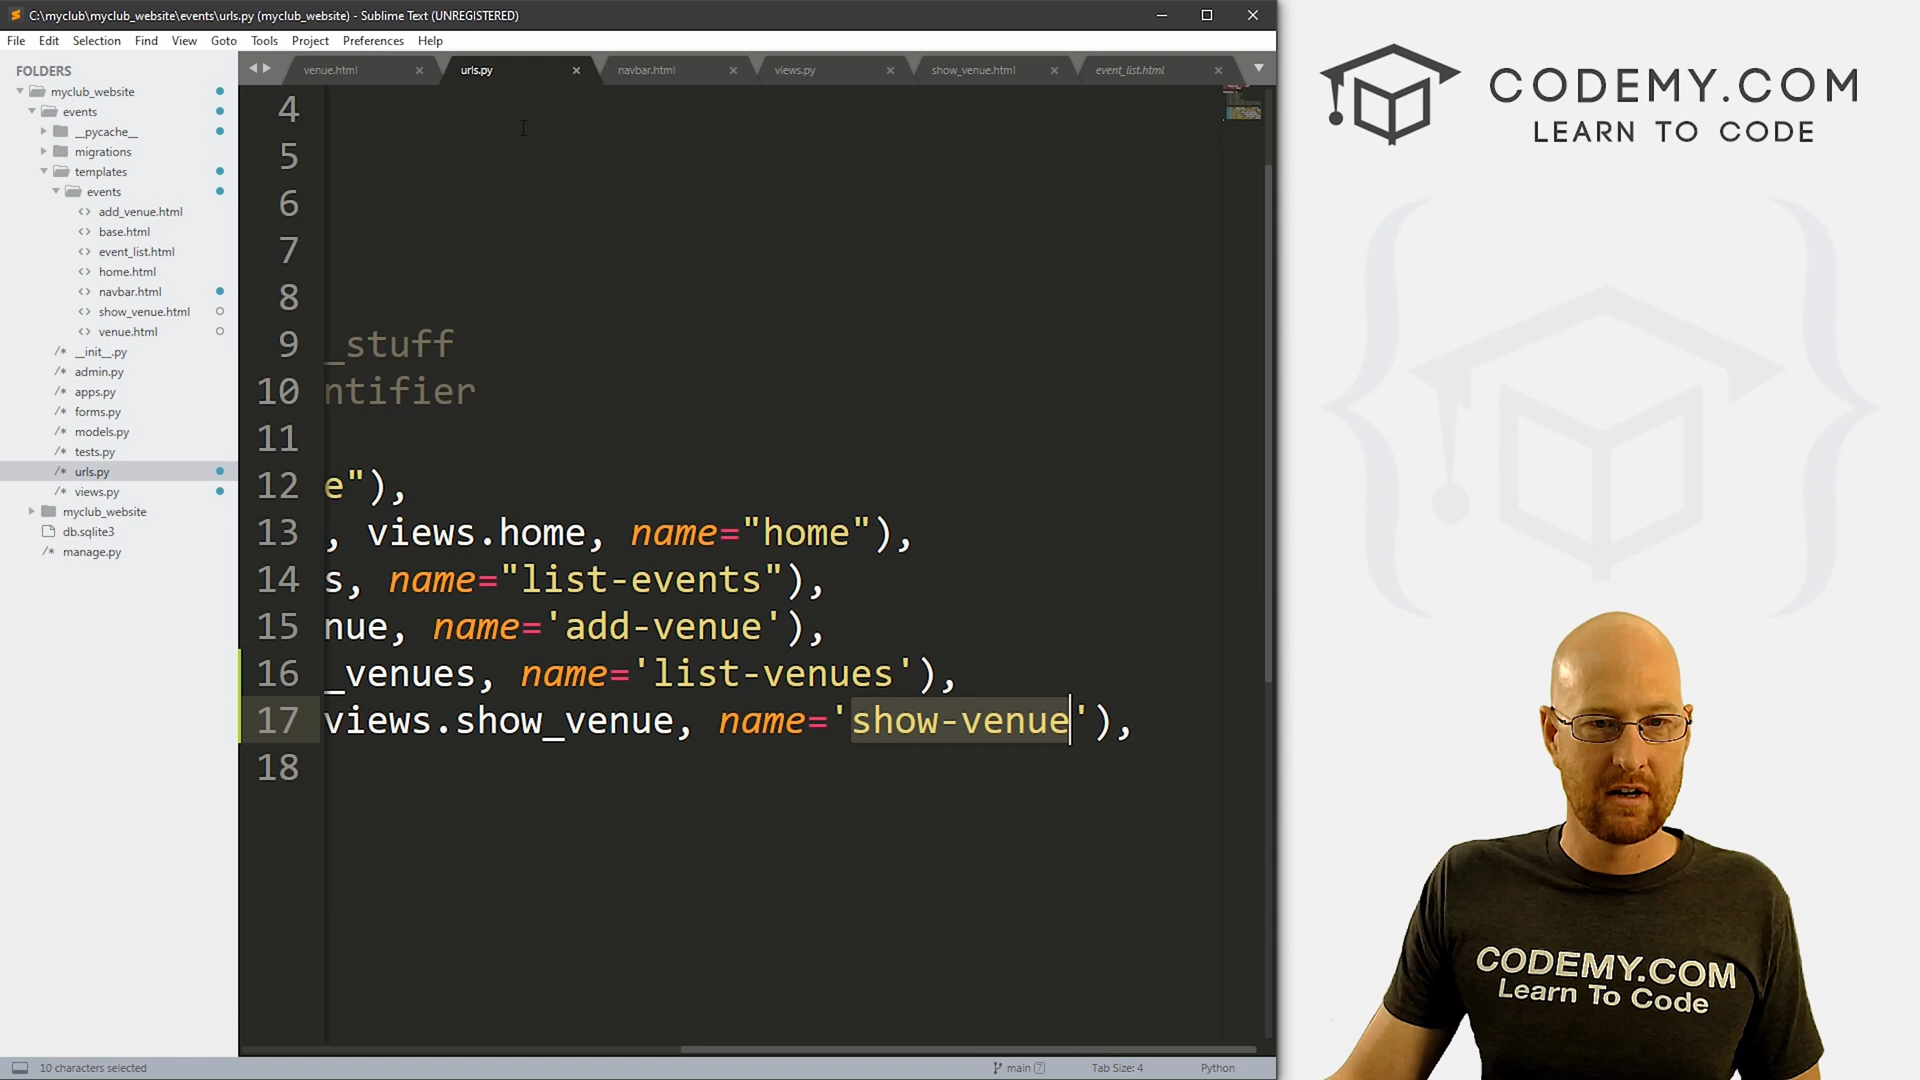 C:\myclub\myclub_website\events\urls.py (myclub_website) - Sublime Text (UNREGISTERED)
File Edit Selection Find View Goto Tools Project Preferences Help
FOLDERS
myclub_website
events
__pycache__
migrations
templates
events
add_venue.html
base.html
event_list.html
home.html
navbar.html
show_venue.html
venue.html
__init__.py
admin.py
apps.py
forms.py
models.py
tests.py
urls.py
views.py
myclub_website
db.sqlite3
manage.py
venue.html urls.py navbar.html views.py show_venue.html event_list.html
4
5
6
7
8
9 _stuff
10 ntifier
11
12 e"),
13 , views.home, name="home"),
14 s, name="list-events"),
15 nue, name='add-venue'),
16 _venues, name='list-venues'),
17 views.show_venue, name='show-venue'),
18
10 characters selected
main 7
Tab Size: 4
Python
CODEMY.COM
LEARN TO CODE
CODEMY.COM
Learn To Code